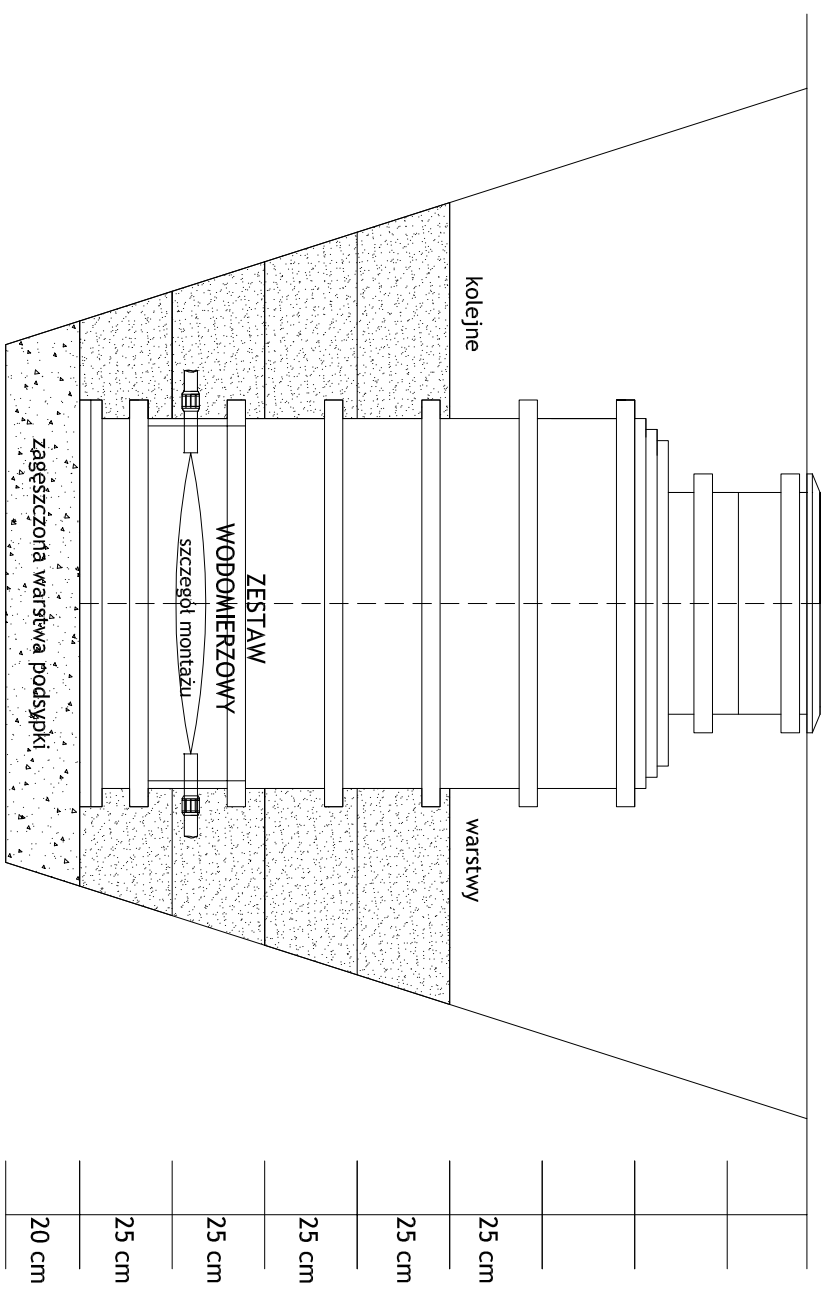 kolejne
warstwy
ZESTAW
WODOMIERZOWY
szczegół montażu
zagęszczona warstwa podsypki
25 cm
25 cm
25 cm
25 cm
25 cm
20 cm